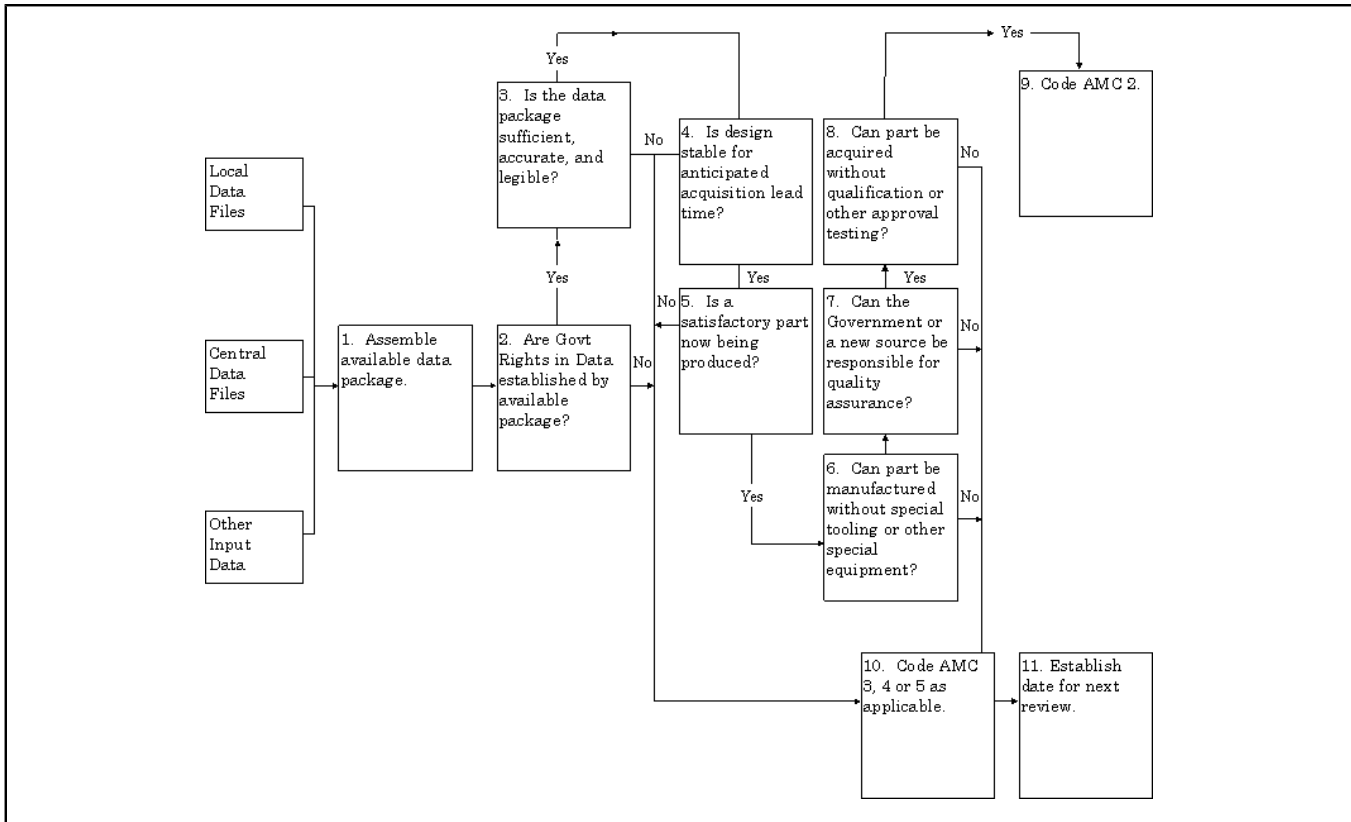 Local
Data
Files
Central
Data
Files
Other
Input
Data
1. Assemble
available data
package.
2. Are Govt
Rights in Data
established by
available
package?
No
Yes
3. Is the data
package
sufficient,
accurate, and
legible?
Yes
No
4. Is design
stable for
anticipated
acquisition lead
time?
Yes
No
5. Is a
satisfactory part
now being
produced?
Yes
6. Can part be
manufactured
without special
tooling or other
special
equipment?
No
7. Can the
Government or
a new source be
responsible for
quality
assurance?
No
Yes
8. Can part be
acquired
without
qualification or
other approval
testing?
No
Yes
9. Code AMC 2.
10. Code AMC
3, 4 or 5 as
applicable.
11. Establish
date for next
review.